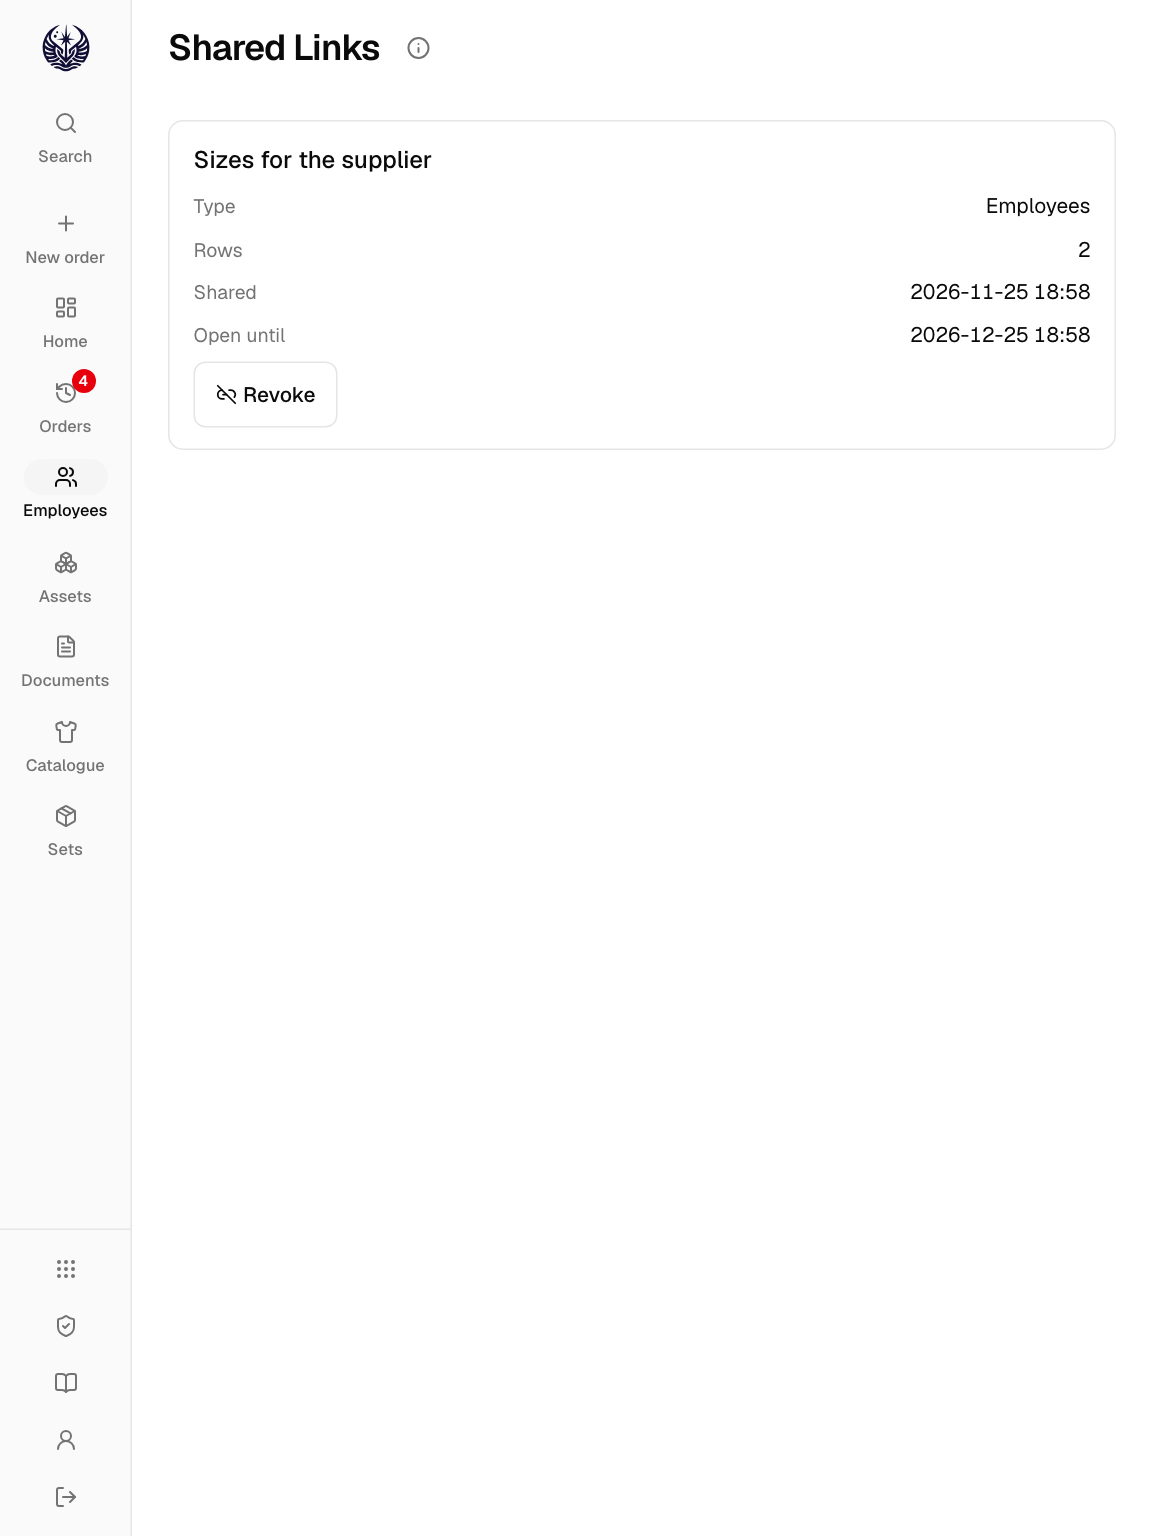 Shared Links
Search
New order
Home
4
Orders
Employees
Assets
Documents
Catalogue
Sets
Sizes for the supplier
Type Employees
Rows 2
Shared 2026-11-25 18:58
Open until 2026-12-25 18:58
Revoke